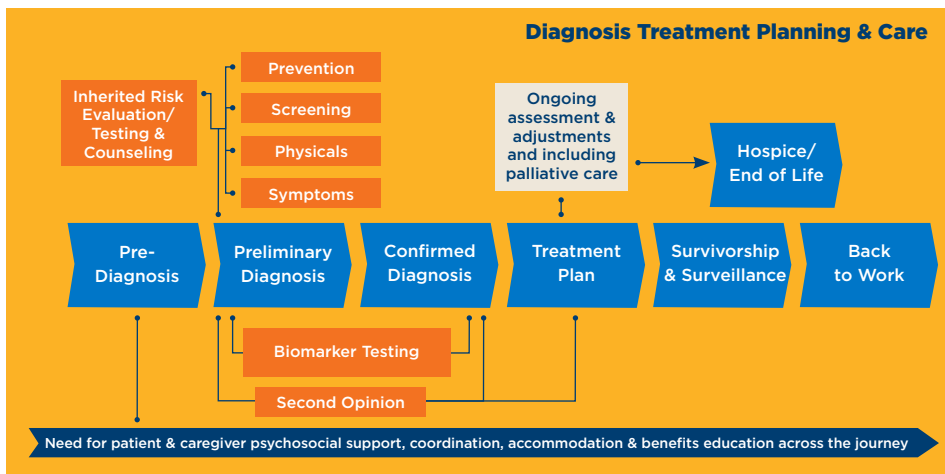 Diagnosis Treatment Planning & Care
Inherited Risk
Evaluation/
Testing &
Counseling
Prevention
Screening
Physicals
Symptoms
Ongoing
assessment &
adjustments
and including
palliative care
Hospice/
End of Life
Pre-
Diagnosis
Preliminary
Diagnosis
Confirmed
Diagnosis
Treatment
Plan
Survivorship
& Surveillance
Back
to Work
Biomarker Testing
Second Opinion
Need for patient & caregiver psychosocial support, coordination, accommodation & benefits education across the journey